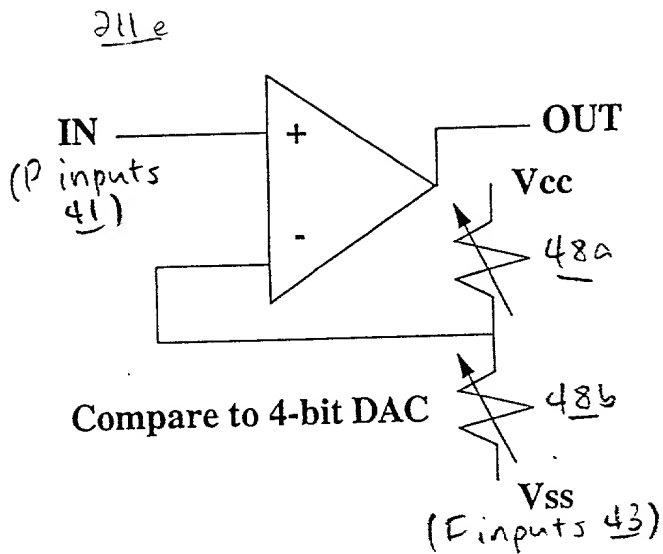 211e
IN
+
OUT
(P inputs
41)
Vcc
-
48a
Compare to 4-bit DAC
48b
Vss
(F inputs 43)